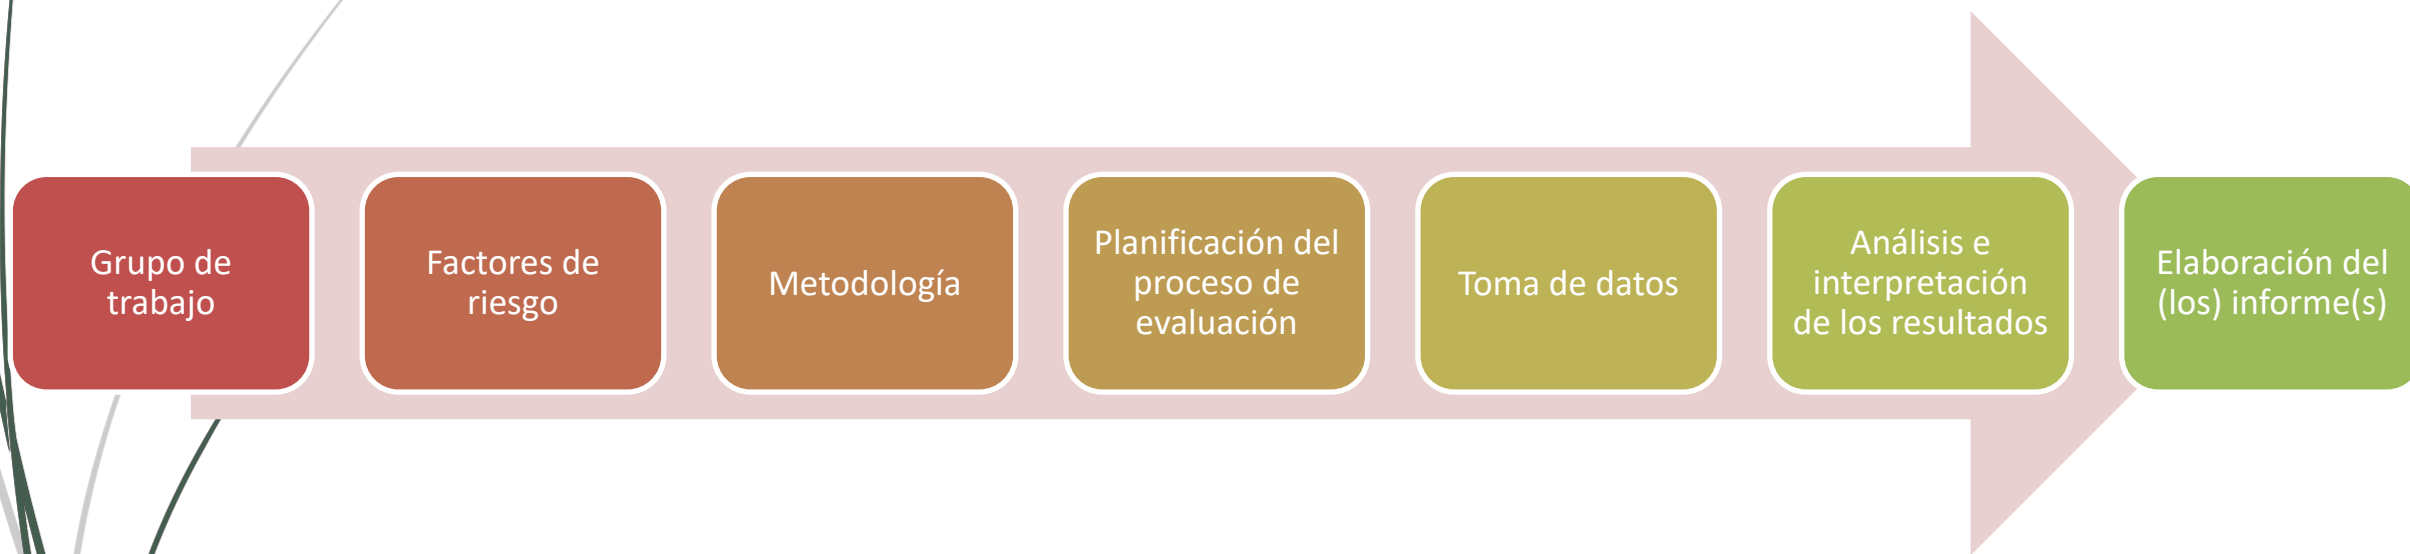 Grupo de
trabajo
Factores de
riesgo
Metodología
Planificación del
proceso de
evaluación
Toma de datos
Análisis e
interpretación
de los resultados
Elaboración del
(los) informe(s)